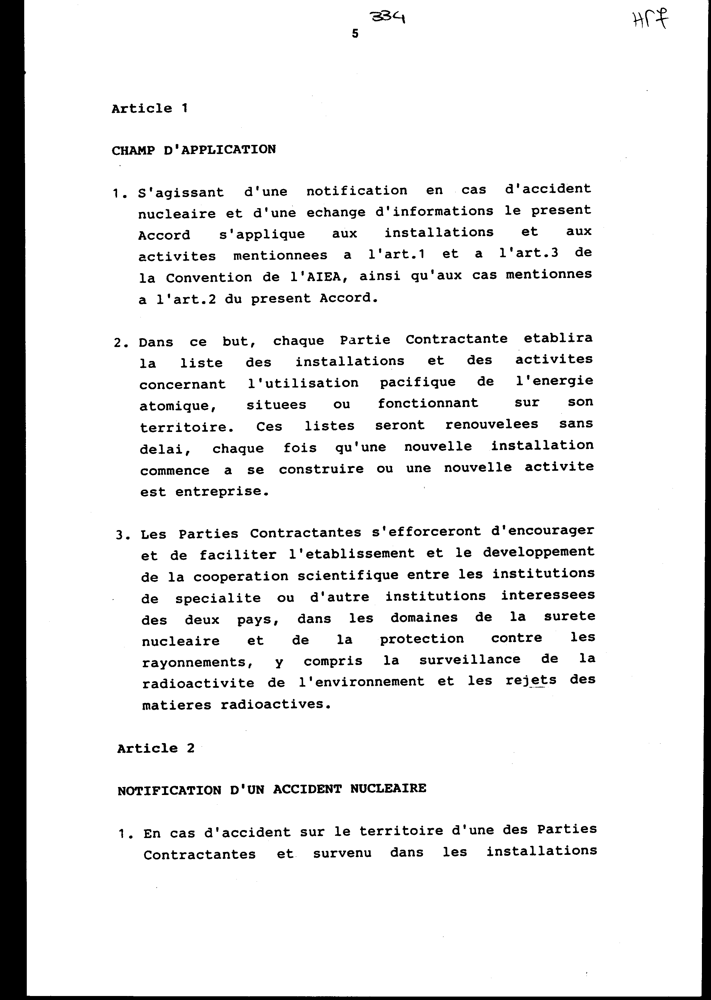 334
5
Article 1
CHAMP D'APPLICATION
1. S'agissant d'une notification en cas d'accident
nucleaire et d'une echange d'informations le present
Accord s'applique aux installations et aux
activites mentionnees a l'art.1 et a l'art.3 de
la Convention de l'AIEA, ainsi qu'aux cas mentionnes
a l'art.2 du present Accord.
2. Dans ce but, chaque Partie Contractante etablira
la liste des installations et des activites
concernant l'utilisation pacifique de l'energie
atomique, situees ou fonctionnant sur son
territoire. Ces listes seront renouvelees sans
delai, chaque fois qu'une nouvelle installation
commence a se construire ou une nouvelle activite
est entreprise.
3. Les Parties Contractantes s'efforceront d'encourager
et de faciliter l'etablissement et le developpement
de la cooperation scientifique entre les institutions
de specialite ou d'autre institutions interessees
des deux pays, dans les domaines de la surete
nucleaire et de la protection contre les
rayonnements, y compris la surveillance de la
radioactivite de l'environnement et les rejets des
matieres radioactives.
Article 2
NOTIFICATION D'UN ACCIDENT NUCLEAIRE
1. En cas d'accident sur le territoire d'une des Parties
Contractantes et survenu dans les installations